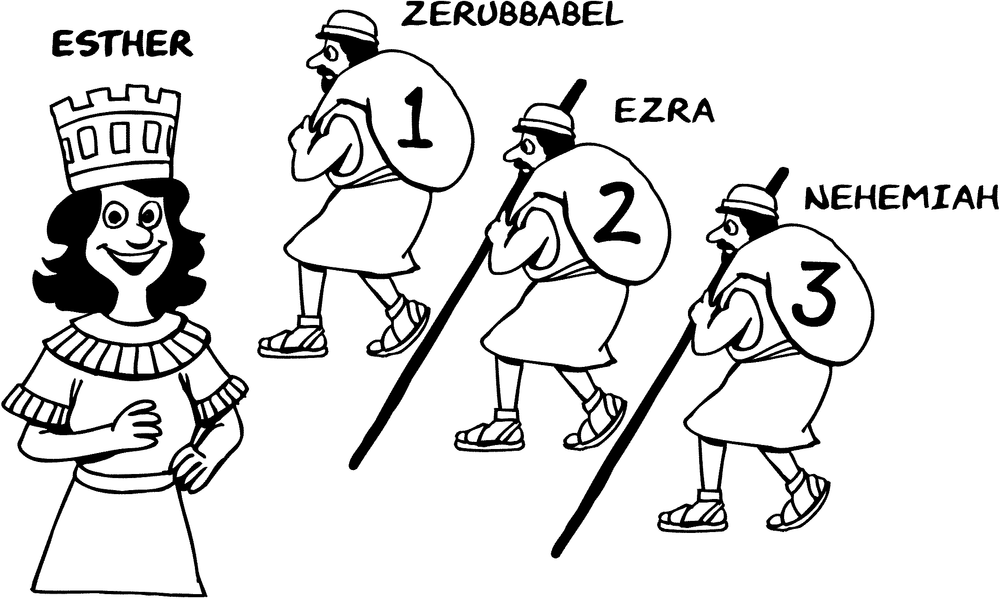 ESTHER
ZERUBBABEL
1
EZRA
2
NEHEMIAH
3